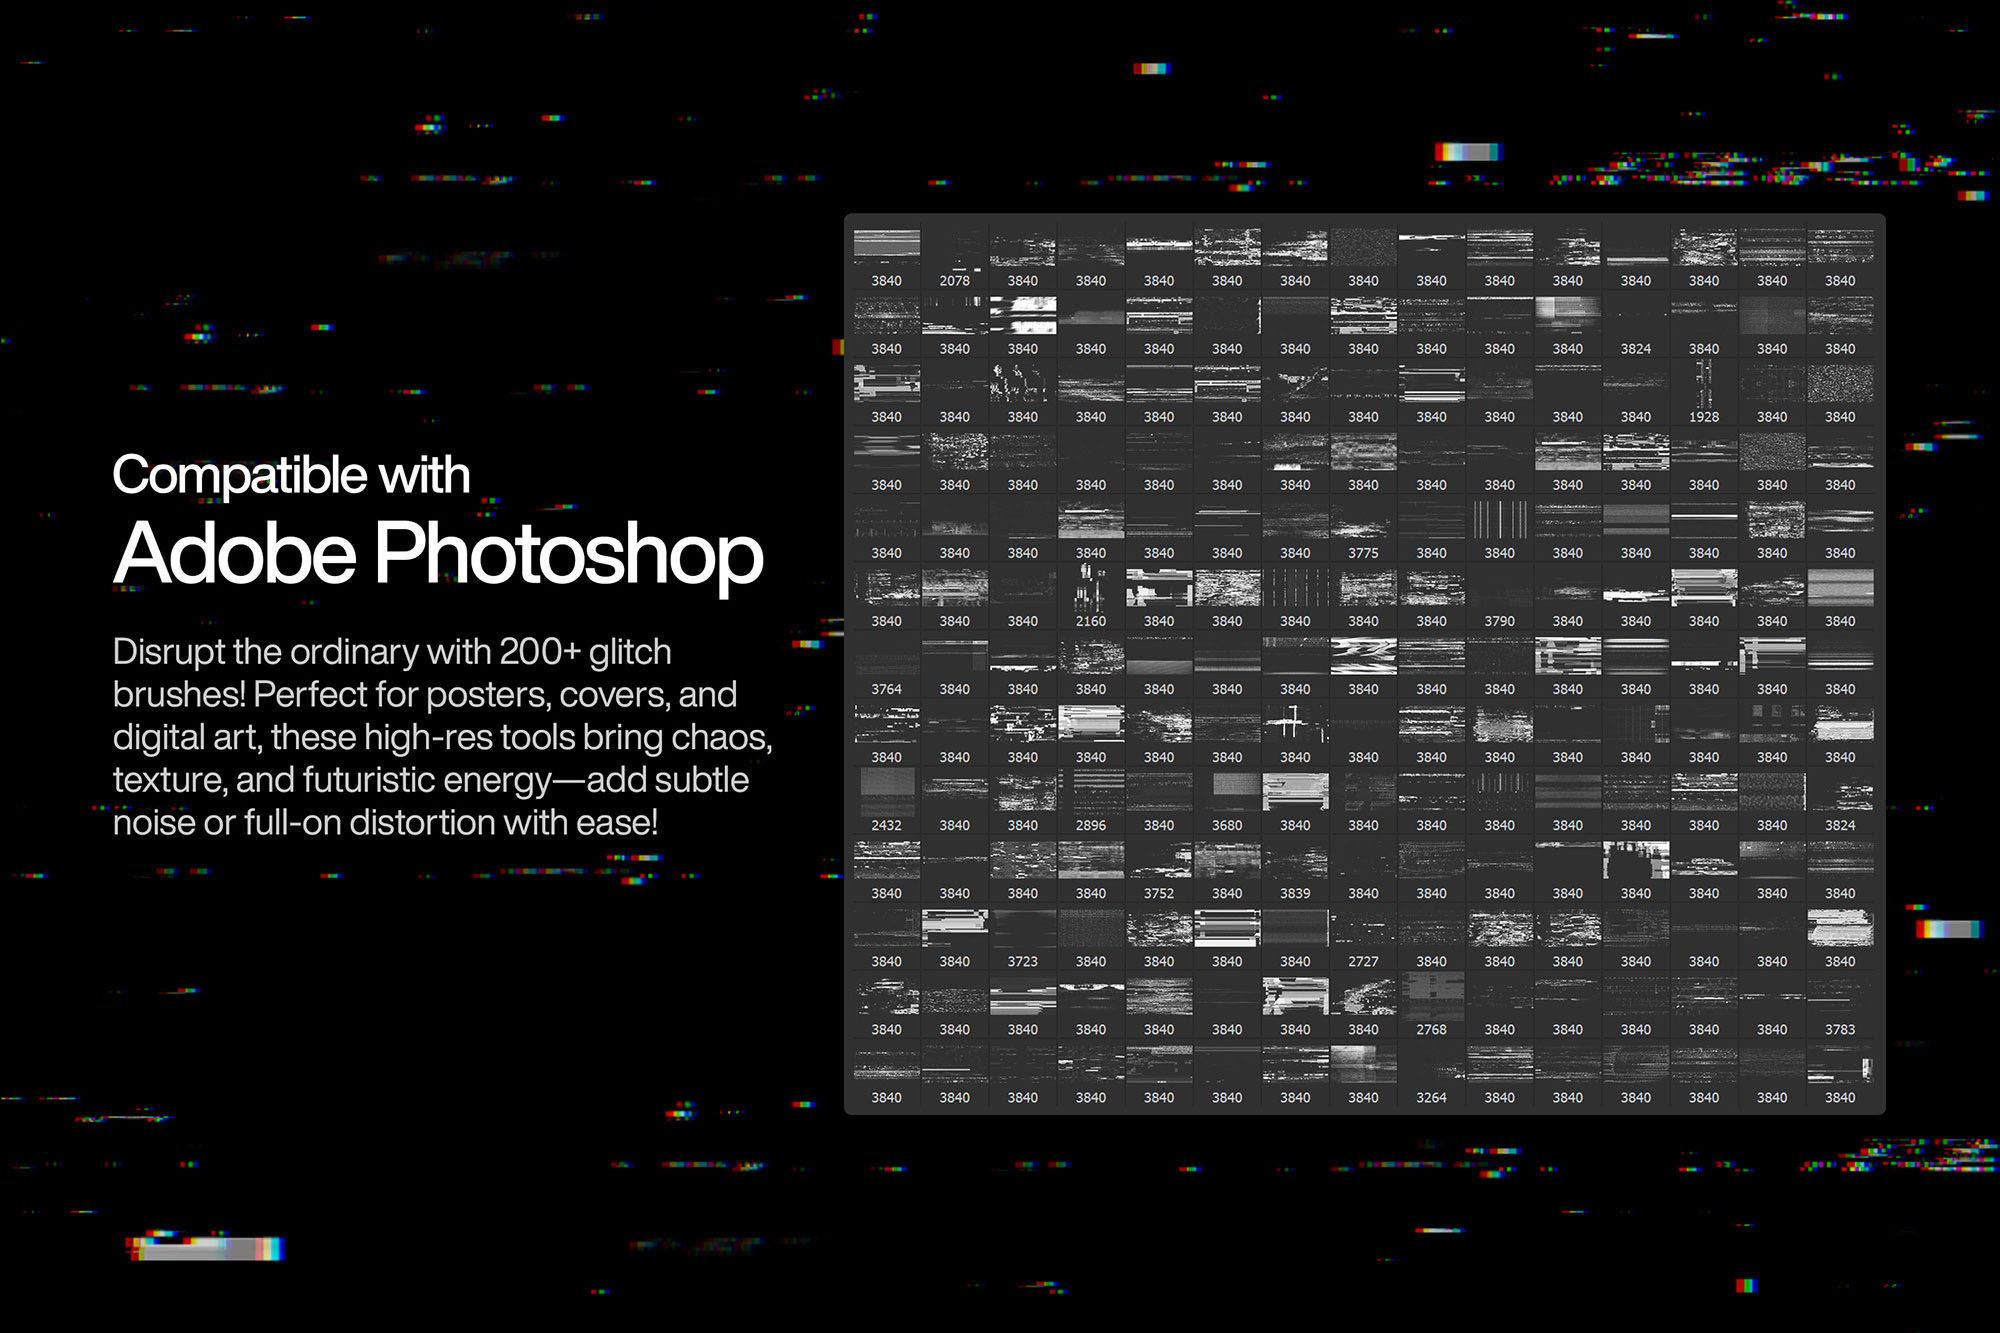 Compatible with
Adobe Photoshop
Disrupt the ordinary with 200+ glitch
brushes! Perfect for posters, covers, and
digital art, these high-res tools bring chaos,
texture, and futuristic energy—add subtle
noise or full-on distortion with ease!
3840 2078 3840 3840 3840 3840 3840 3840 3840 3840 3840 3840 3840 3840 3840
3840 3840 3840 3840 3840 3840 3840 3840 3840 3840 3840 3824 3840 3840 3840
3840 3840 3840 3840 3840 3840 3840 3840 3840 3840 3840 3840 1928 3840 3840
3840 3840 3840 3840 3840 3840 3840 3840 3840 3840 3840 3840 3840 3840 3840
3840 3840 3840 3840 3840 3840 3840 3775 3840 3840 3840 3840 3840 3840 3840
3840 3840 3840 2160 3840 3840 3840 3840 3840 3790 3840 3840 3840 3840 3840
3764 3840 3840 3840 3840 3840 3840 3840 3840 3840 3840 3840 3840 3840 3840
3840 3840 3840 3840 3840 3840 3840 3840 3840 3840 3840 3840 3840 3840 3840
2432 3840 3840 2896 3840 3680 3840 3840 3840 3840 3840 3840 3840 3840 3824
3840 3840 3840 3840 3752 3840 3839 3840 3840 3840 3840 3840 3840 3840 3840
3840 3840 3723 3840 3840 3840 3840 2727 3840 3840 3840 3840 3840 3840 3840
3840 3840 3840 3840 3840 3840 3840 3840 2768 3840 3840 3840 3840 3840 3783
3840 3840 3840 3840 3840 3840 3840 3840 3264 3840 3840 3840 3840 3840 3840